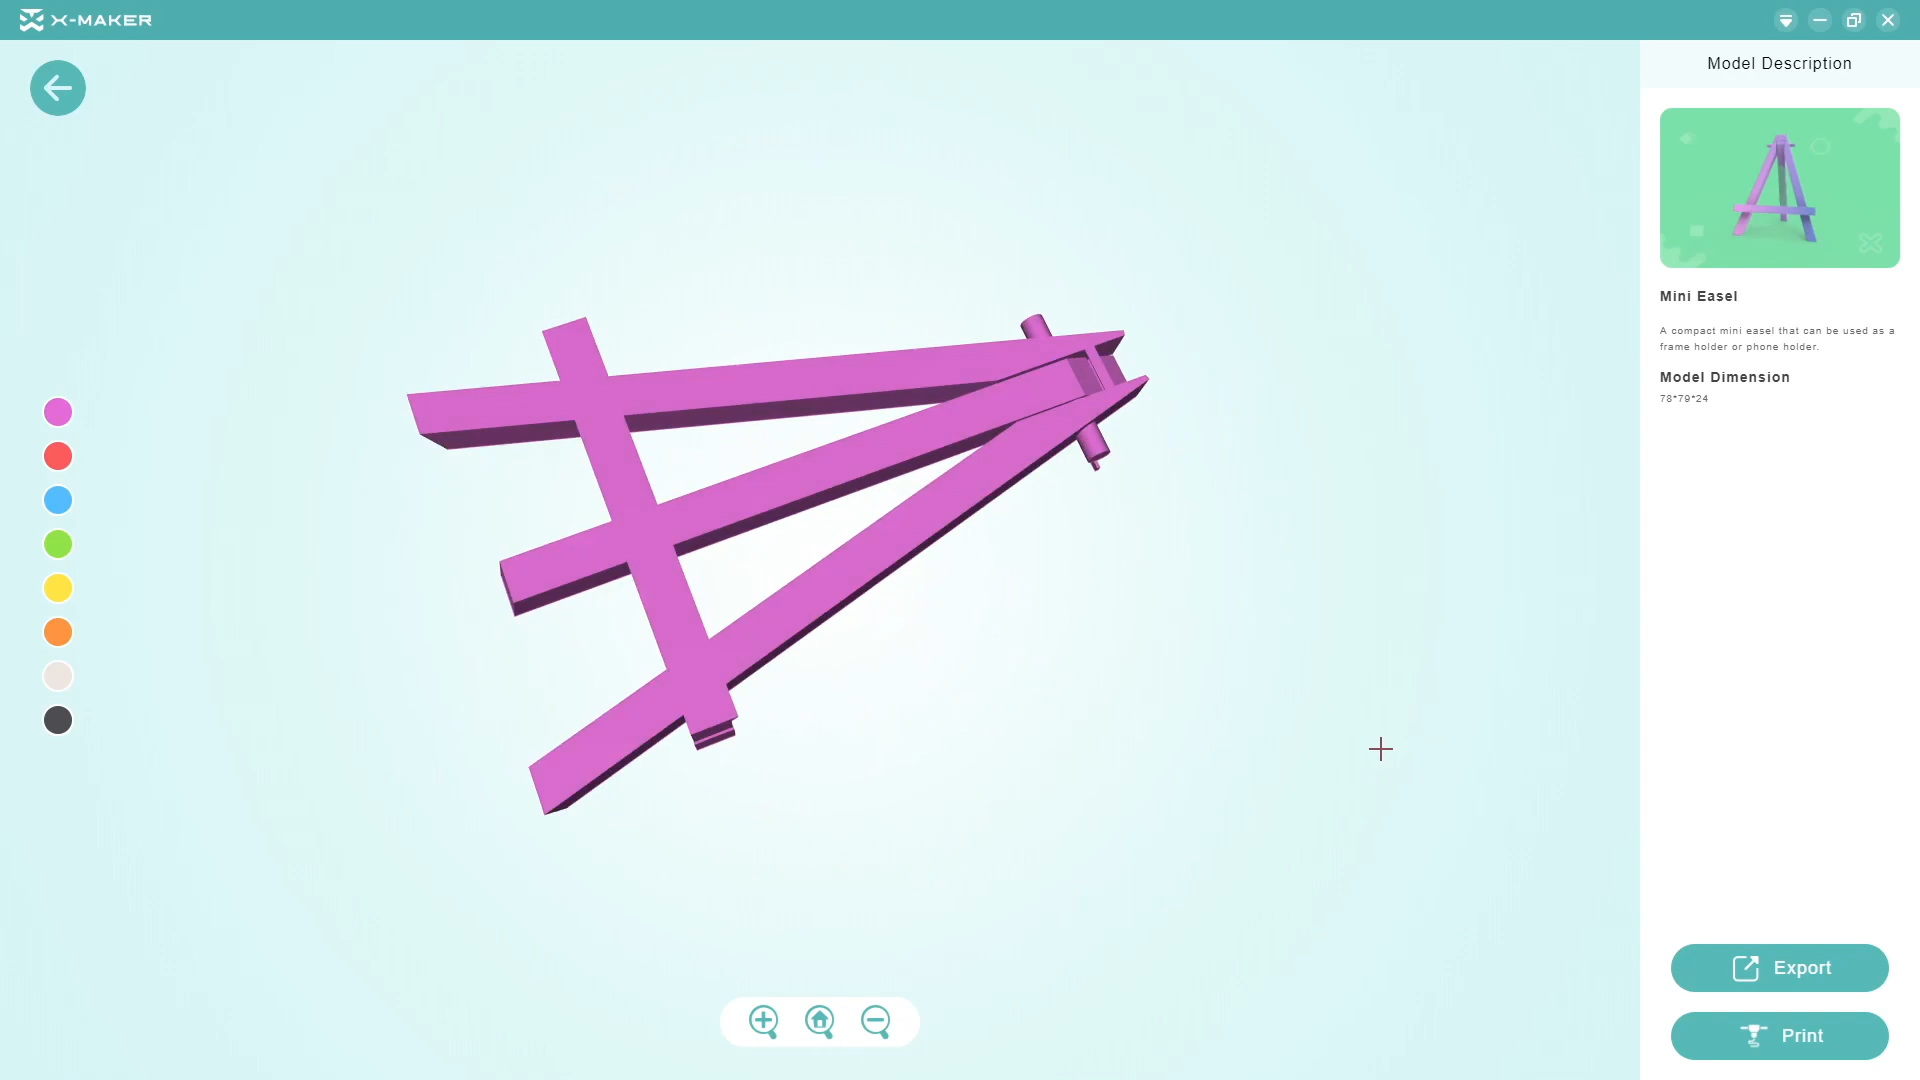 X-MAKER
Model Description
Mini Easel
A compact mini easel that can be used as a
frame holder or phone holder.
Model Dimension
78*79*24
Export
Print